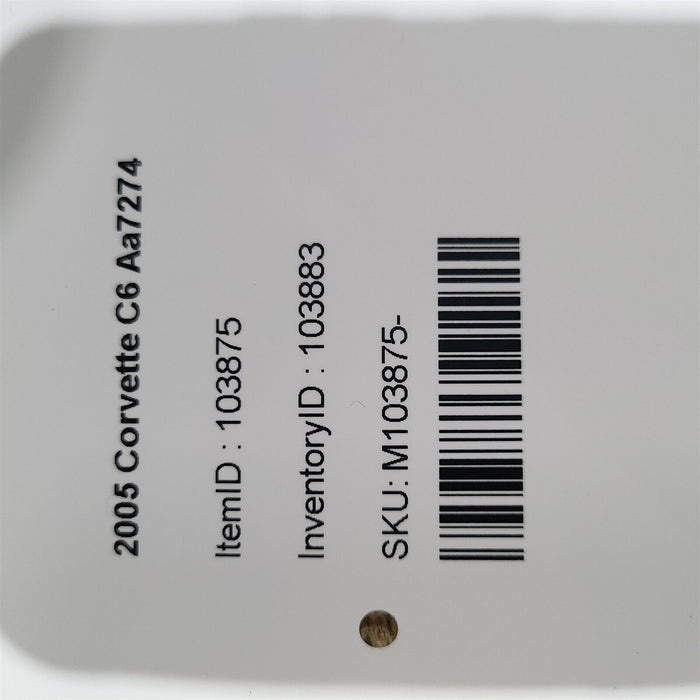 2005 Corvette C6 Aa7274
ItemID : 103875
InventoryID : 103883
SKU: M103875-